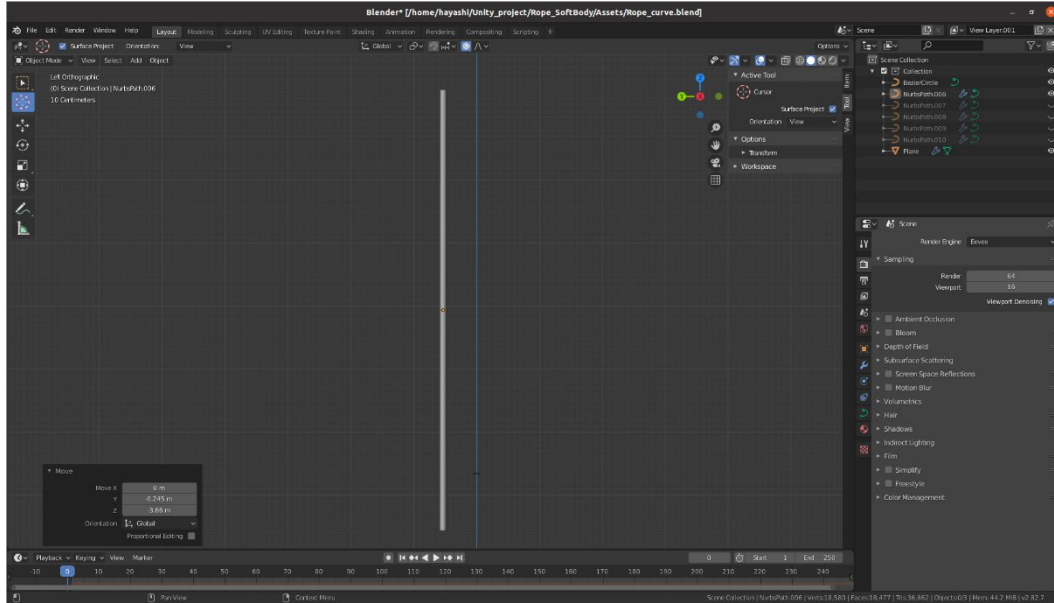 Blender* [/home/hayashi/Unity_project/Rope_SoftBody/Assets/Rope_curve.blend]
File Edit Render Window Help Layout Modeling Sculpting UV Editing Texture Paint Shading Animation Rendering Compositing Scripting + Scene View Layer.001
Surface Project Orientation: View Global Options
Object Mode View Select Add Object
Left Orthographic
(0) Scene Collection | NurbsPath.006
10 Centimeters
Z
Y
X
Active Tool
Cursor
Surface Project
Orientation View
Options
Transform
Workspace
Item
Tool
View
Scene Collection
Collection
BezierCircle
NurbsPath.006
NurbsPath.007
NurbsPath.008
NurbsPath.009
NurbsPath.010
Plane
Scene
Render Engine Eevee
Sampling
Render 64
Viewport 16
Viewport Denoising
Ambient Occlusion
Bloom
Depth of Field
Subsurface Scattering
Screen Space Reflections
Motion Blur
Volumetrics
Hair
Shadows
Indirect Lighting
Film
Simplify
Freestyle
Color Management
Move
Move X 0 m
Y -0.245 m
Z -3.66 m
Orientation Global
Proportional Editing
Playback Keying View Marker 0 Start 1 End 250
-10 0 10 20 30 40 50 60 70 80 90 100 110 120 130 140 150 160 170 180 190 200 210 220 230 240
Pan View Context Menu Scene Collection | NurbsPath.006 | Verts:18,580 | Faces:18,477 | Tris:36,862 | Objects:0/3 | Mem: 44.2 MiB | v2.82.7